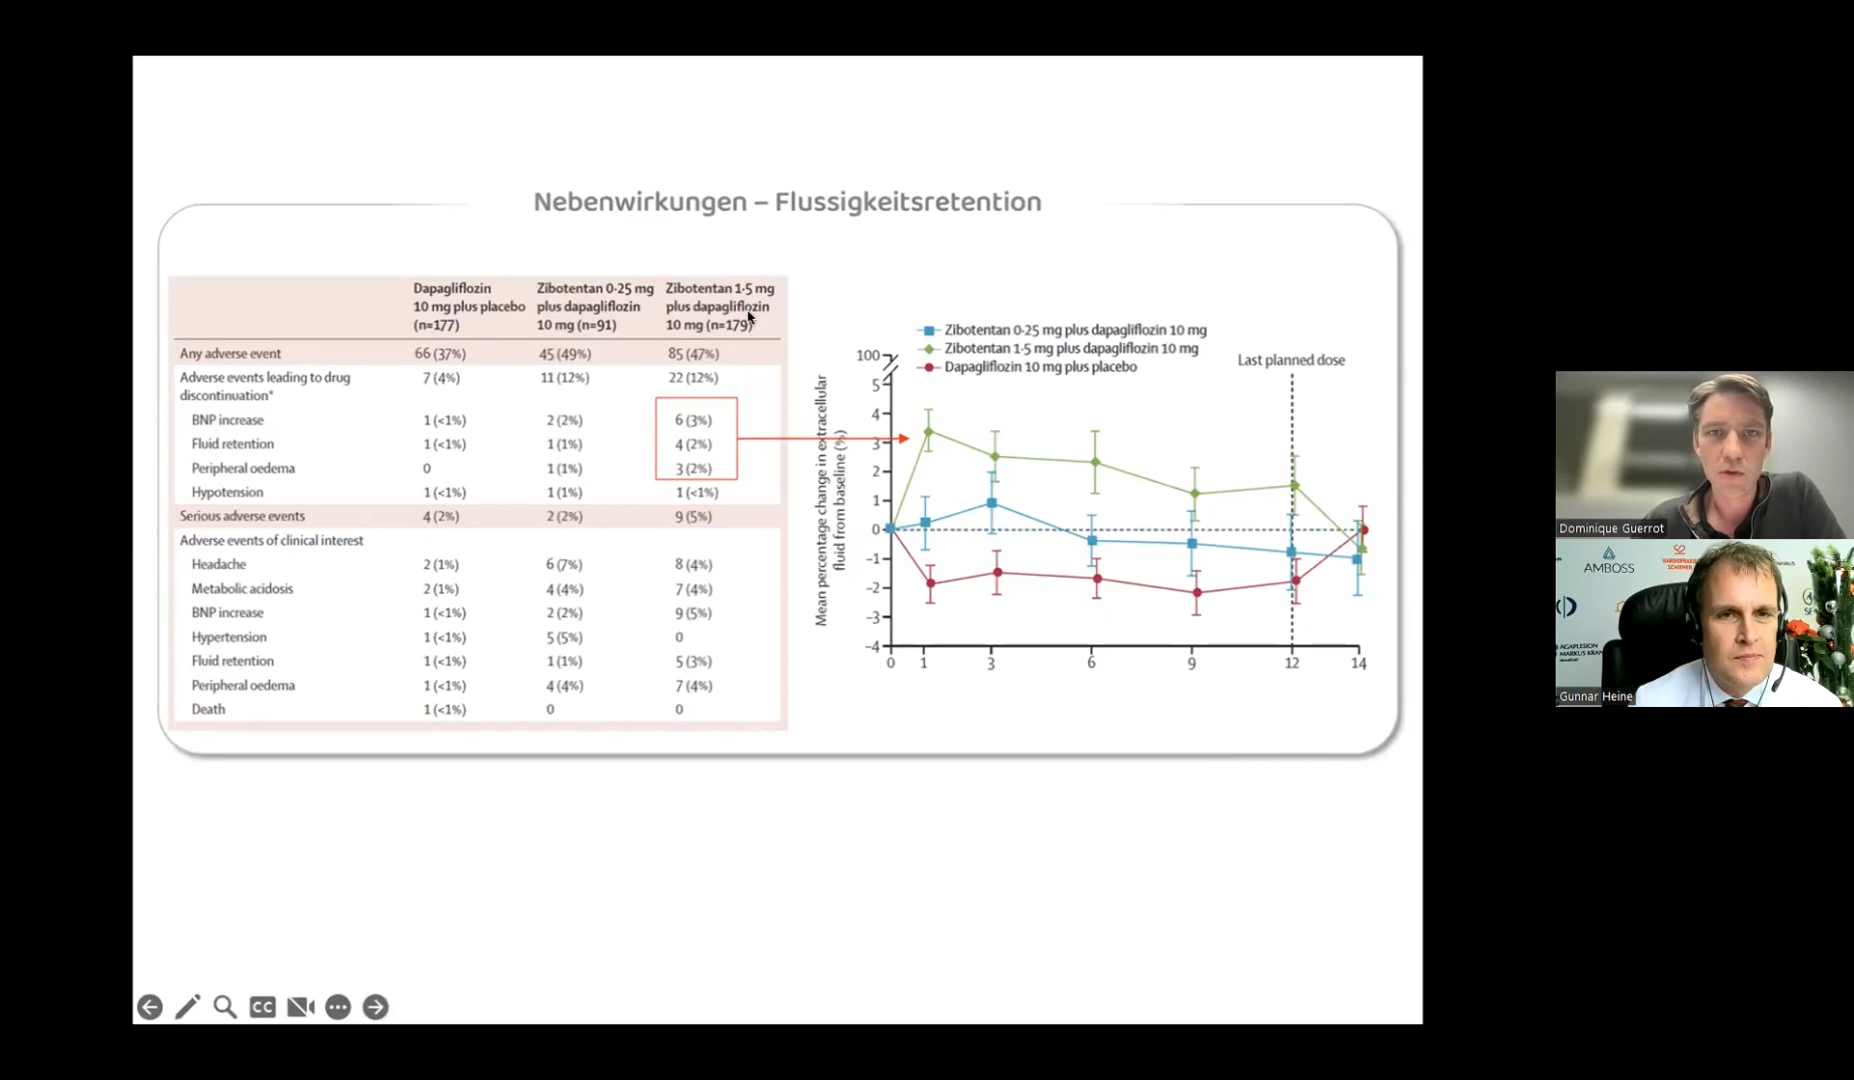 Nebenwirkungen – Flussigkeitsretention
Dapagliflozin
10 mg plus placebo
(n=177)
Zibotentan 0·25 mg
plus dapagliflozin
10 mg (n=91)
Zibotentan 1·5 mg
plus dapagliflozin
10 mg (n=179)
Any adverse event 66 (37%) 45 (49%) 85 (47%)
Adverse events leading to drug 7 (4%) 11 (12%) 22 (12%)
discontinuation*
BNP increase 1 (<1%) 2 (2%) 6 (3%)
Fluid retention 1 (<1%) 1 (1%) 4 (2%)
Peripheral oedema 0 1 (1%) 3 (2%)
Hypotension 1 (<1%) 1 (1%) 1 (<1%)
Serious adverse events 4 (2%) 2 (2%) 9 (5%)
Adverse events of clinical interest
Headache 2 (1%) 6 (7%) 8 (4%)
Metabolic acidosis 2 (1%) 4 (4%) 7 (4%)
BNP increase 1 (<1%) 2 (2%) 9 (5%)
Hypertension 1 (<1%) 5 (5%) 0
Fluid retention 1 (<1%) 1 (1%) 5 (3%)
Peripheral oedema 1 (<1%) 4 (4%) 7 (4%)
Death 1 (<1%) 0 0
Zibotentan 0·25 mg plus dapagliflozin 10 mg
Zibotentan 1·5 mg plus dapagliflozin 10 mg
Dapagliflozin 10 mg plus placebo
Last planned dose
Mean percentage change in extracellular
fluid from baseline (%)
100
5
4
3
2
1
0
–1
–2
–3
–4
0 1 3 6 9 12 14
CC
Dominique Guerrot
AMBOSS
AGAPLESION
MARKUS KRAN
Gunnar Heine